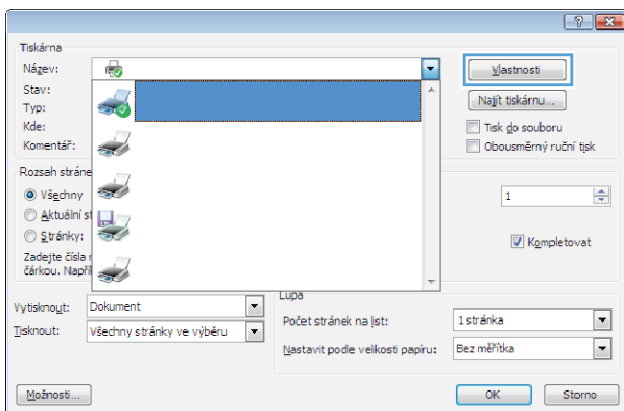 Tiskárna
Název:
Vlastnosti
Stav:
Najít tiskárnu...
Typ:
Kde:
Tisk do souboru
Komentář:
Obousměrný ruční tisk
Rozsah stráne
Všechny
1
Aktuální st
Stránky:
Kompletovat
Zadejte čísla r
čárkou. Např
Lupa
Vytisknout:
Dokument
Počet stránek na list:
1 stránka
Tisknout:
Všechny stránky ve výběru
Nastavit podle velikosti papíru:
Bez měřítka
Možnosti...
OK
Storno